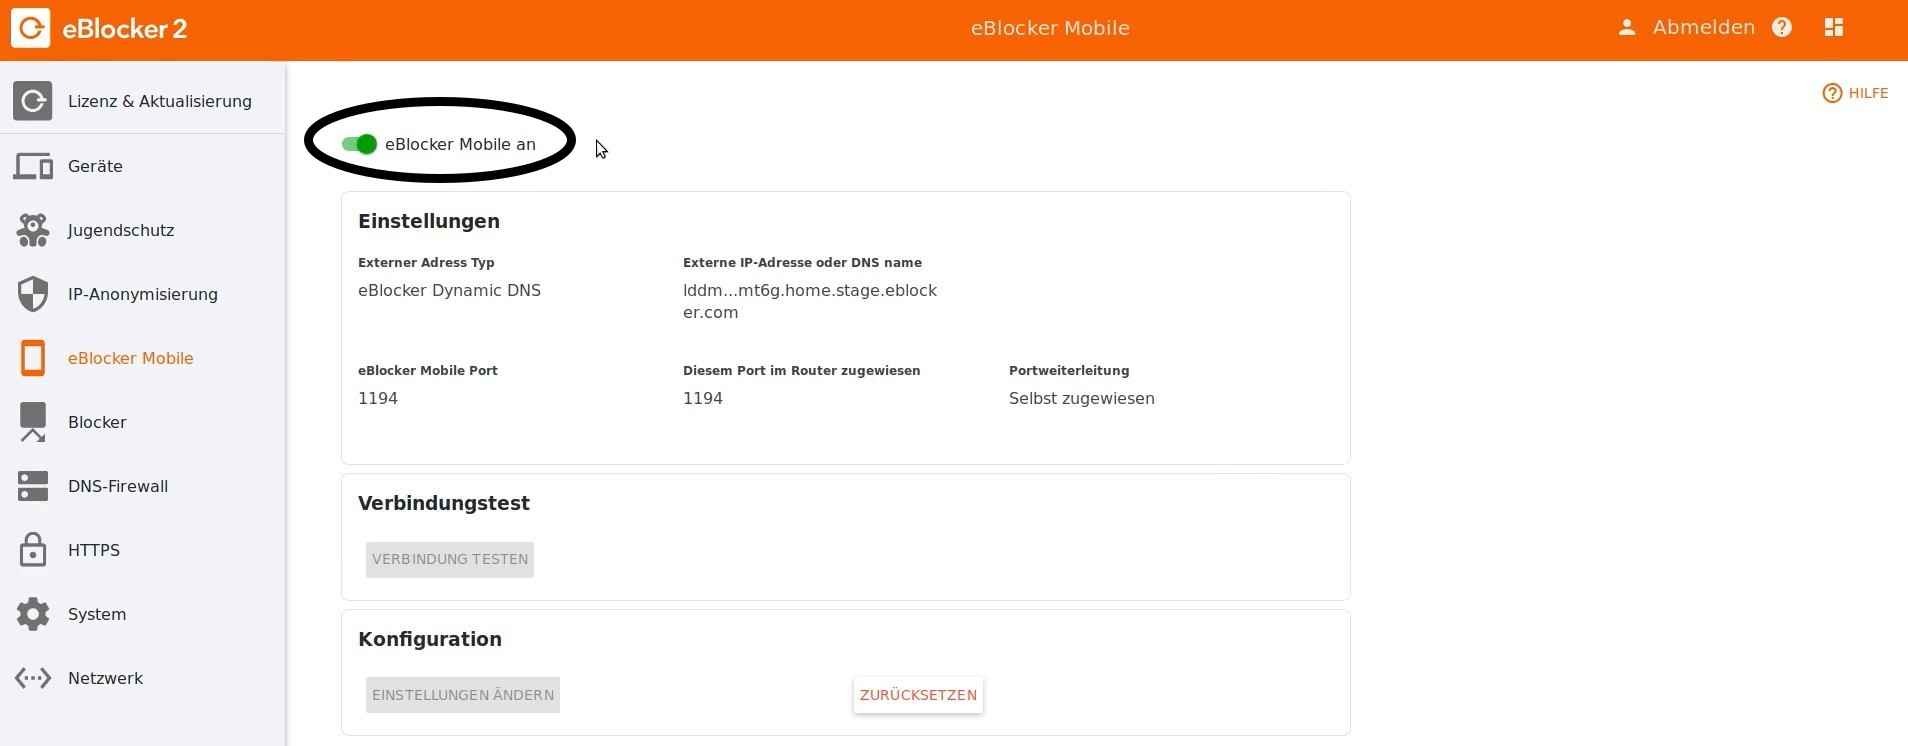 eBlocker 2
eBlocker Mobile
Abmelden
HILFE
Lizenz & Aktualisierung
Geräte
Jugendschutz
IP-Anonymisierung
eBlocker Mobile
Blocker
DNS-Firewall
HTTPS
System
Netzwerk
eBlocker Mobile an
Einstellungen
Externer Adress Typ
eBlocker Dynamic DNS
Externe IP-Adresse oder DNS name
lddm...mt6g.home.stage.eblock
er.com
eBlocker Mobile Port
1194
Diesem Port im Router zugewiesen
1194
Portweiterleitung
Selbst zugewiesen
Verbindungstest
VERBINDUNG TESTEN
Konfiguration
EINSTELLUNGEN ÄNDERN
ZURÜCKSETZEN